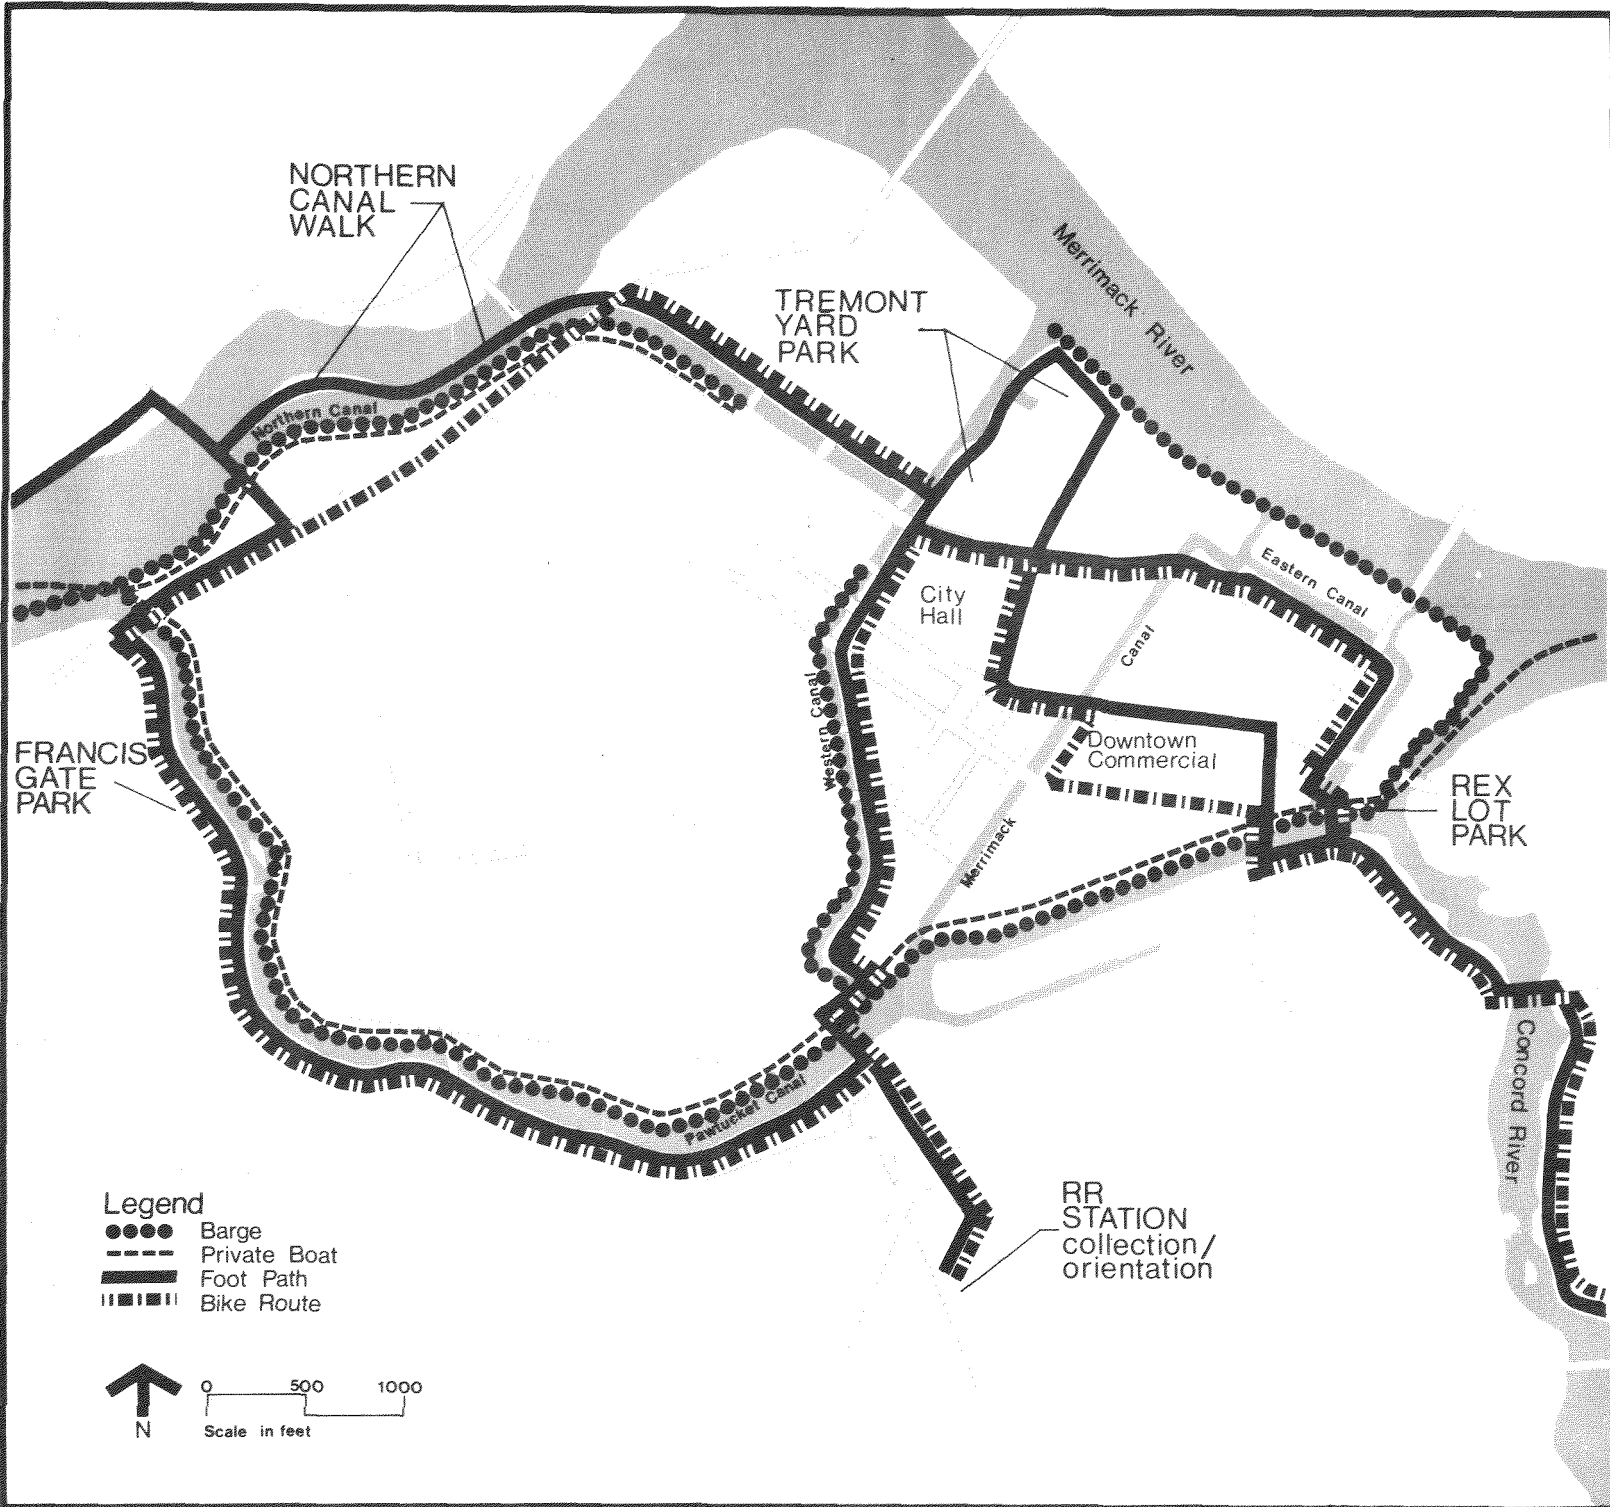 NORTHERN
CANAL
WALK
Merrimack River
TREMONT
YARD
PARK
Northern Canal
Eastern Canal
City
Hall
Canal
Western Canal
FRANCIS
GATE
PARK
Downtown
Commercial
REX
LOT
PARK
Merrimack
Concord River
Pawtucket Canal
RR
STATION
collection/
orientation
Legend
Barge
Private Boat
Foot Path
Bike Route
0 500 1000
N
Scale in feet